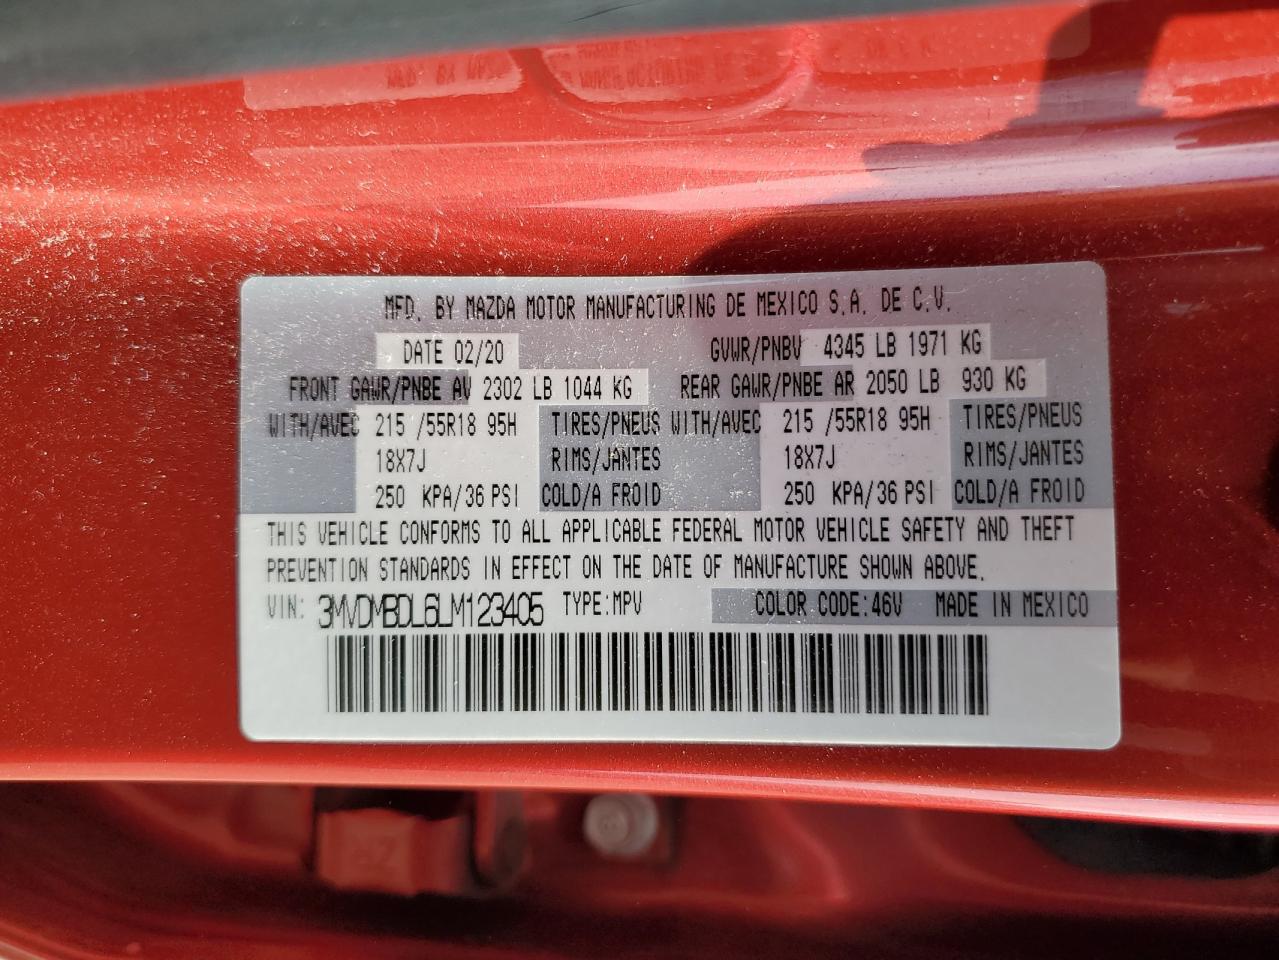 MFD. BY MAZDA MOTOR MANUFACTURING DE MEXICO S.A. DE C.V.
DATE 02/20 GVWR/PNBV 4345 LB 1971 KG
FRONT GAWR/PNBE AV 2302 LB 1044 KG REAR GAWR/PNBE AR 2050 LB 930 KG
WITH/AVEC 215 /55R18 95H TIRES/PNEUS WITH/AVEC 215 /55R18 95H TIRES/PNEUS
18X7J RIMS/JANTES 18X7J RIMS/JANTES
250 KPA/36 PSI COLD/A FROID 250 KPA/36 PSI COLD/A FROID
THIS VEHICLE CONFORMS TO ALL APPLICABLE FEDERAL MOTOR VEHICLE SAFETY AND THEFT
PREVENTION STANDARDS IN EFFECT ON THE DATE OF MANUFACTURE SHOWN ABOVE.
VIN: 3MVDMBDL6LM123405 TYPE:MPV COLOR CODE:46V MADE IN MEXICO